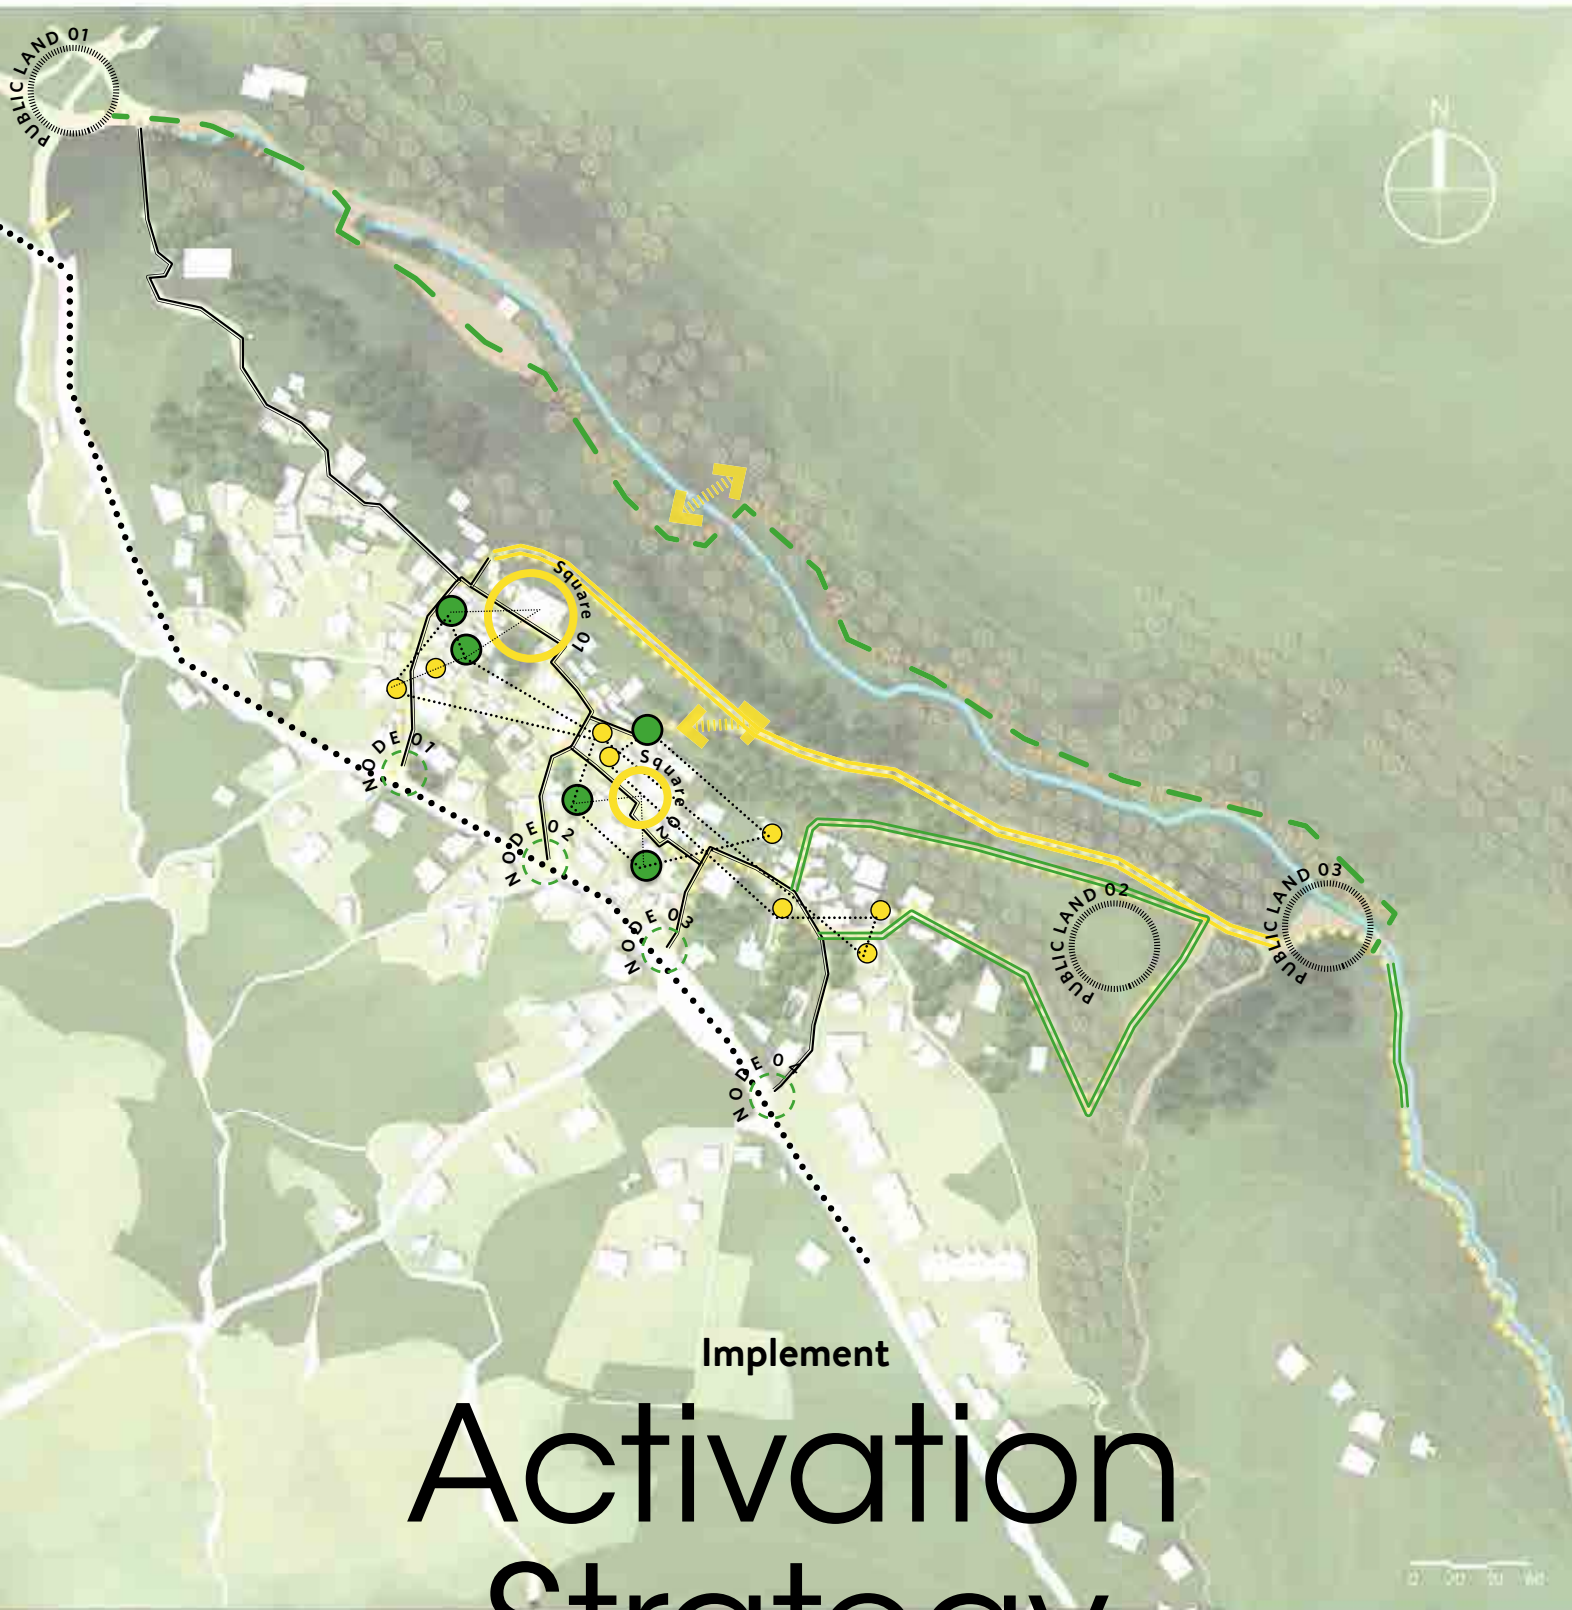 PUBLIC LAND 01
N
Square 01
NODE 01
Square 02
NODE 02
PUBLIC LAND 02
PUBLIC LAND 03
NODE 03
NODE 04
Implement
Activation
Strategy